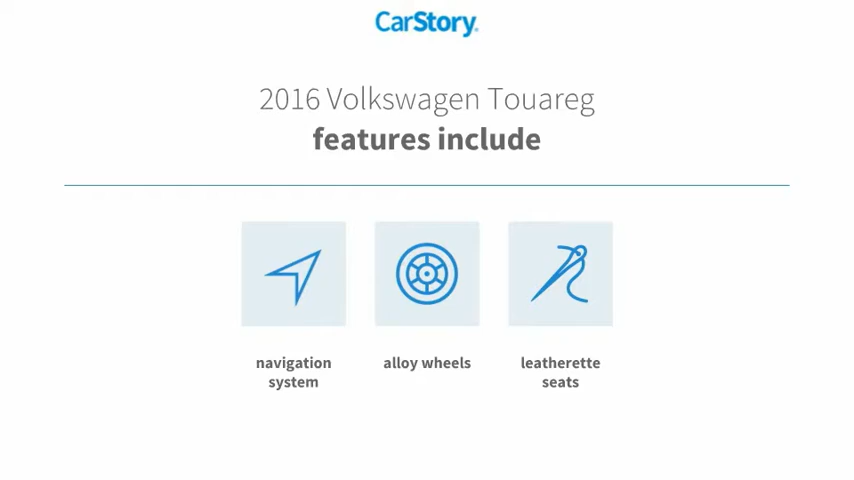 CarStory
2016 Volkswagen Touareg
features include
navigation
system
alloy wheels
leatherette
seats